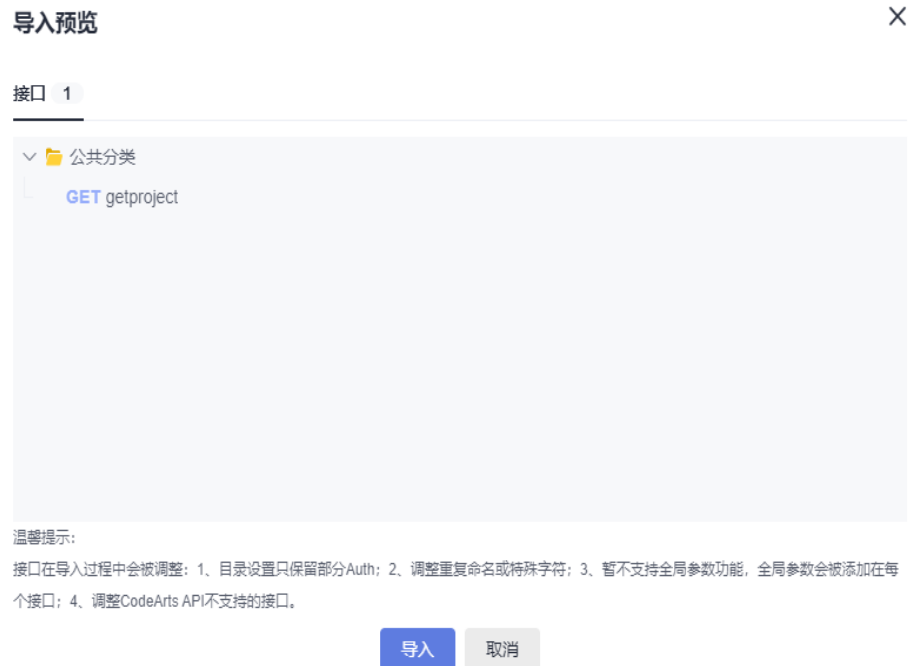 导入预览
接口 1
公共分类
GET getproject
温馨提示：
接口在导入过程中会被调整：1、目录设置只保留部分Auth；2、调整重复命名或特殊字符；3、暂不支持全局参数功能，全局参数会被添加在每
个接口；4、调整CodeArts API不支持的接口。
导入 取消